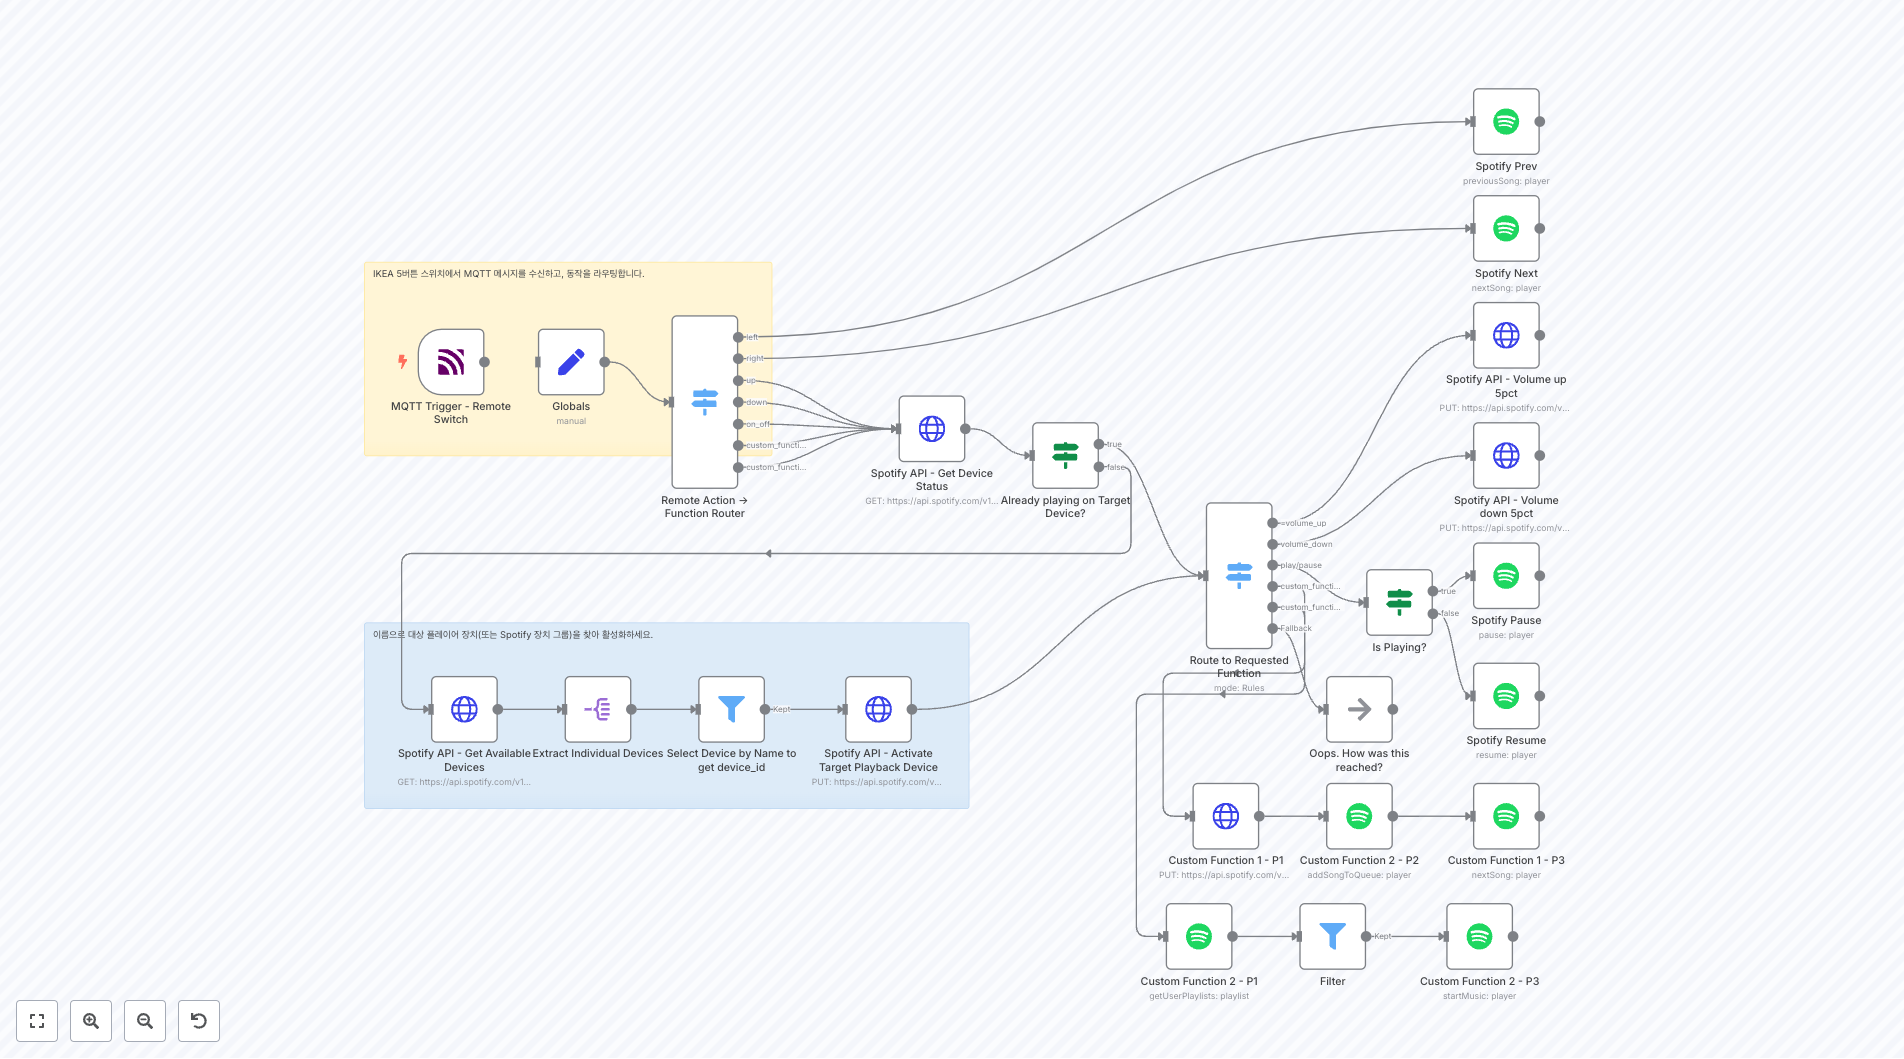 Spotify Prev
previousSong: player
Spotify Next
nextSong: player
IKEA 5버튼 스위치에서 MQTT 메시지를 수신하고, 동작을 라우팅합니다.
MQTT Trigger - Remote
Switch
Globals
manual
left
right
up
down
on_off
custom_functi...
custom_functi...
Remote Action →
Function Router
Spotify API - Get Device
Status
GET: https://api.spotify.com/v1...
true
false
Already playing on Target
Device?
Spotify API - Volume up
5pct
PUT: https://api.spotify.com/v...
Spotify API - Volume
down 5pct
PUT: https://api.spotify.com/v...
=volume_up
volume_down
play/pause
custom_functi...
custom_functi...
Fallback
Route to Requested
Function
mode: Rules
true
false
Is Playing?
Spotify Pause
pause: player
Spotify Resume
resume: player
이름으로 대상 플레이어 장치(또는 Spotify 장치 그룹)을 찾아 활성화하세요.
Spotify API - Get Available
Devices
GET: https://api.spotify.com/v1...
Extract Individual Devices
Select Device by Name to
get device_id
Kept
Spotify API - Activate
Target Playback Device
PUT: https://api.spotify.com/v...
Oops. How was this
reached?
Custom Function 1 - P1
PUT: https://api.spotify.com/v...
Custom Function 2 - P2
addSongToQueue: player
Custom Function 1 - P3
nextSong: player
Custom Function 2 - P1
getUserPlaylists: playlist
Filter
Kept
Custom Function 2 - P3
startMusic: player